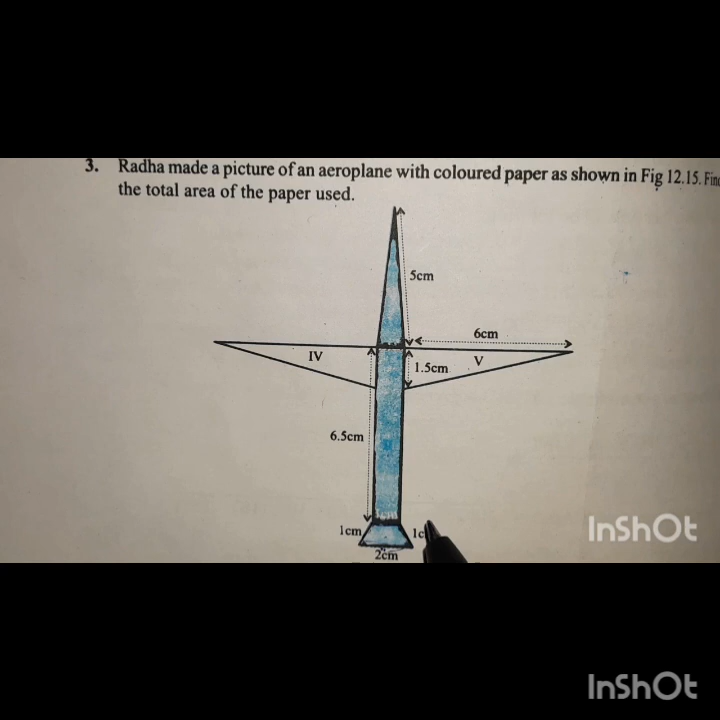 3. Radha made a picture of an aeroplane with coloured paper as shown in Fig 12.15. Find
the total area of the paper used.
5cm
6cm
IV
V
1.5cm
6.5cm
1cm
1c
2cm
InShOt
InShOt